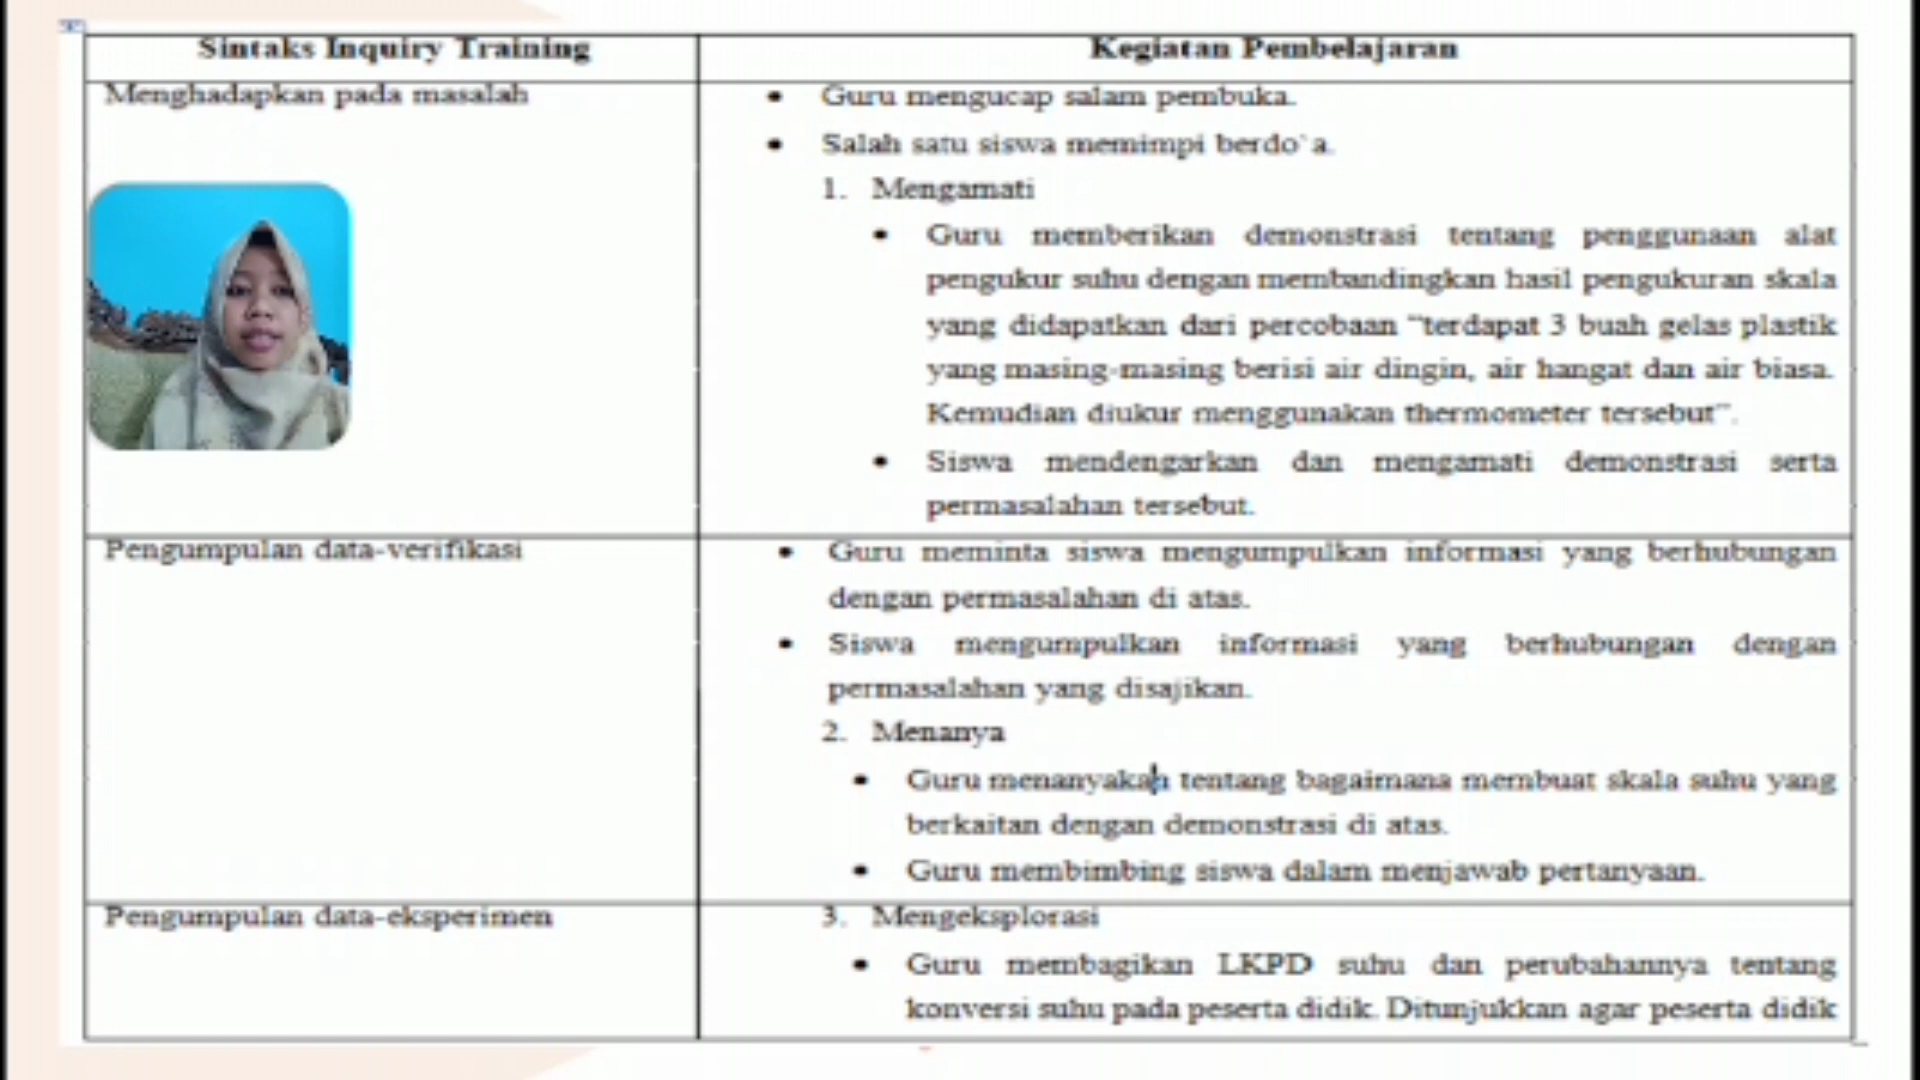 Sintaks Inquiry Training
Kegiatan Pembelajaran
Menghadapkan pada masalah
• Guru mengucap salam pembuka.
• Salah satu siswa memimpi berdo`a.
1. Mengamati
• Guru memberikan demonstrasi tentang penggunaan alat
pengukur suhu dengan membandingkan hasil pengukuran skala
yang didapatkan dari percobaan “terdapat 3 buah gelas plastik
yang masing-masing berisi air dingin, air hangat dan air biasa.
Kemudian diukur menggunakan thermometer tersebut”.
• Siswa mendengarkan dan mengamati demonstrasi serta
permasalahan tersebut.
Pengumpulan data-verifikasi
• Guru meminta siswa mengumpulkan informasi yang berhubungan
dengan permasalahan di atas.
• Siswa mengumpulkan informasi yang berhubungan dengan
permasalahan yang disajikan.
2. Menanya
• Guru menanyakan tentang bagaimana membuat skala suhu yang
berkaitan dengan demonstrasi di atas.
• Guru membimbing siswa dalam menjawab pertanyaan.
Pengumpulan data-eksperimen
3. Mengeksplorasi
• Guru membagikan LKPD suhu dan perubahannya tentang
konversi suhu pada peserta didik. Ditunjukkan agar peserta didik